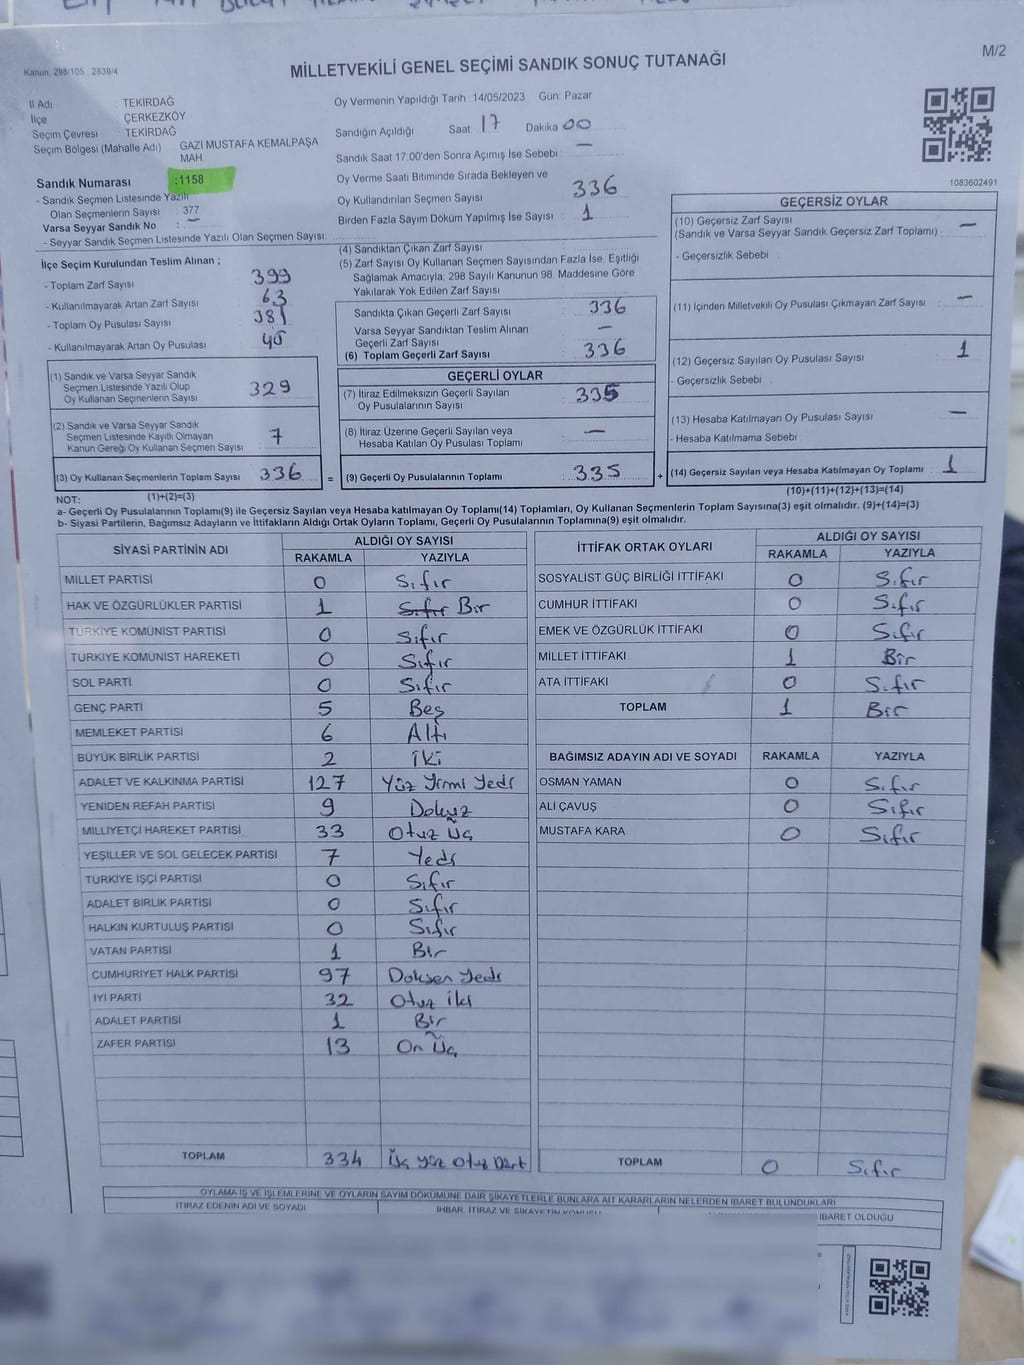 Kanun: 298/105 2839/4
MİLLETVEKİLİ GENEL SEÇİMİ SANDIK SONUÇ TUTANAĞI
M/2
İl Adı : TEKİRDAĞ
İlçe : ÇERKEZKÖY
Seçim Çevresi : TEKİRDAĞ
Seçim Bölgesi (Mahalle Adı) : GAZİ MUSTAFA KEMALPAŞA MAH.
Sandık Numarası :1158
- Sandık Seçmen Listesinde Yazılı
Olan Seçmenlerin Sayısı : 377
Varsa Seyyar Sandık No : —
- Seyyar Sandık Seçmen Listesinde Yazılı Olan Seçmen Sayısı:
Oy Vermenin Yapıldığı Tarih 14/05/2023 Gün: Pazar
Sandığın Açıldığı Saat 17 Dakika 00
Sandık Saat 17:00'den Sonra Açımış İse Sebebi : —
Oy Verme Saati Bitiminde Sırada Bekleyen ve
Oy Kullandırılan Seçmen Sayısı 336
Birden Fazla Sayım Döküm Yapılmış İse Sayısı : 1
1083602491
İlçe Seçim Kurulundan Teslim Alınan ;
- Toplam Zarf Sayısı 399
- Kullanılmayarak Artan Zarf Sayısı 63
- Toplam Oy Pusulası Sayısı 381
- Kullanılmayarak Artan Oy Pusulası 45
(4) Sandıktan Çıkan Zarf Sayısı
(5) Zarf Sayısı Oy Kullanan Seçmen Sayısından Fazla İse, Eşitliği
Sağlamak Amacıyla; 298 Sayılı Kanunun 98. Maddesine Göre
Yakılarak Yok Edilen Zarf Sayısı
Sandıkta Çıkan Geçerli Zarf Sayısı 336
Varsa Seyyar Sandıktan Teslim Alınan
Geçerli Zarf Sayısı —
(6) Toplam Geçerli Zarf Sayısı 336
GEÇERSİZ OYLAR
(10) Geçersiz Zarf Sayısı
(Sandık ve Varsa Seyyar Sandık Geçersiz Zarf Toplamı) : —
- Geçersizlik Sebebi :
(11) İçinden Milletvekili Oy Pusulası Çıkmayan Zarf Sayısı : —
(12) Geçersiz Sayılan Oy Pusulası Sayısı 1
- Geçersizlik Sebebi :
(13) Hesaba Katılmayan Oy Pusulası Sayısı —
- Hesaba Katılmama Sebebi
(14) Geçersiz Sayılan veya Hesaba Katılmayan Oy Toplamı : 1
(10)+(11)+(12)+(13)=(14)
(1) Sandık ve Varsa Seyyar Sandık
Seçmen Listesinde Yazılı Olup
Oy Kullanan Seçmenlerin Sayısı 329
(2) Sandık ve Varsa Seyyar Sandık
Seçmen Listesinde Kayıtlı Olmayan
Kanun Gereği Oy Kullanan Seçmen Sayısı 7
(3) Oy Kullanan Seçmenlerin Toplam Sayısı 336 =
(1)+(2)=(3)
GEÇERLİ OYLAR
(7) İtiraz Edilmeksizin Geçerli Sayılan
Oy Pusulalarının Sayısı 335
(8) İtiraz Üzerine Geçerli Sayılan veya
Hesaba Katılan Oy Pusulası Toplamı —
(9) Geçerli Oy Pusulalarının Toplamı 335 +
NOT:
a- Geçerli Oy Pusulalarının Toplamı(9) ile Geçersiz Sayılan veya Hesaba katılmayan Oy Toplamı(14) Toplamları, Oy Kullanan Seçmenlerin Toplam Sayısına(3) eşit olmalıdır. (9)+(14)=(3)
b- Siyasi Partilerin, Bağımsız Adayların ve İttifakların Aldığı Ortak Oyların Toplamı, Geçerli Oy Pusulalarının Toplamına(9) eşit olmalıdır.
SİYASİ PARTİNİN ADI ALDIĞI OY SAYISI
RAKAMLA YAZIYLA
MİLLET PARTİSİ 0 Sıfır
HAK VE ÖZGÜRLÜKLER PARTİSİ 1 Sıfır Bir
TÜRKİYE KOMÜNİST PARTİSİ 0 Sıfır
TÜRKİYE KOMÜNİST HAREKETİ 0 Sıfır
SOL PARTİ 0 Sıfır
GENÇ PARTİ 5 Beş
MEMLEKET PARTİSİ 6 Altı
BÜYÜK BİRLİK PARTİSİ 2 İki
ADALET VE KALKINMA PARTİSİ 127 Yüz Yirmi Yedi
YENİDEN REFAH PARTİSİ 9 Dokuz
MİLLİYETÇİ HAREKET PARTİSİ 33 Otuz Üç
YEŞİLLER VE SOL GELECEK PARTİSİ 7 Yedi
TÜRKİYE İŞÇİ PARTİSİ 0 Sıfır
ADALET BİRLİK PARTİSİ 0 Sıfır
HALKIN KURTULUŞ PARTİSİ 0 Sıfır
VATAN PARTİSİ 1 Bir
CUMHURİYET HALK PARTİSİ 97 Doksan Yedi
İYİ PARTİ 32 Otuz İki
ADALET PARTİSİ 1 Bir
ZAFER PARTİSİ 13 On Üç
TOPLAM 334 Üç yüz Otuz Dört
İTTİFAK ORTAK OYLARI ALDIĞI OY SAYISI
RAKAMLA YAZIYLA
SOSYALİST GÜÇ BİRLİĞİ İTTİFAKI 0 Sıfır
CUMHUR İTTİFAKI 0 Sıfır
EMEK VE ÖZGÜRLÜK İTTİFAKI 0 Sıfır
MİLLET İTTİFAKI 1 Bir
ATA İTTİFAKI 0 Sıfır
TOPLAM 1 Bir
BAĞIMSIZ ADAYIN ADI VE SOYADI RAKAMLA YAZIYLA
OSMAN YAMAN 0 Sıfır
ALİ ÇAVUŞ 0 Sıfır
MUSTAFA KARA 0 Sıfır
TOPLAM 0 Sıfır
OYLAMA İŞ VE İŞLEMLERİNE VE OYLARIN SAYIM DÖKÜMÜNE DAİR ŞİKAYETLERLE BUNLARA AİT KARARLARIN NELERDEN İBARET BULUNDUKLARI
İTİRAZ EDENİN ADI VE SOYADI İHBAR, İTİRAZ VE ŞİKAYETİN KONUSU İBARET OLDUĞU